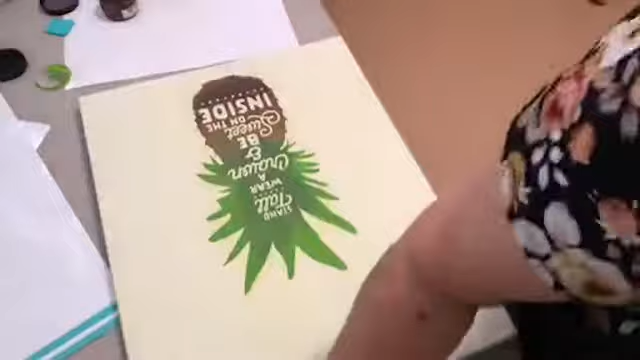 STAND
Tall
WEAR
A
Crown
&
BE
Sweet
ON THE
INSIDE